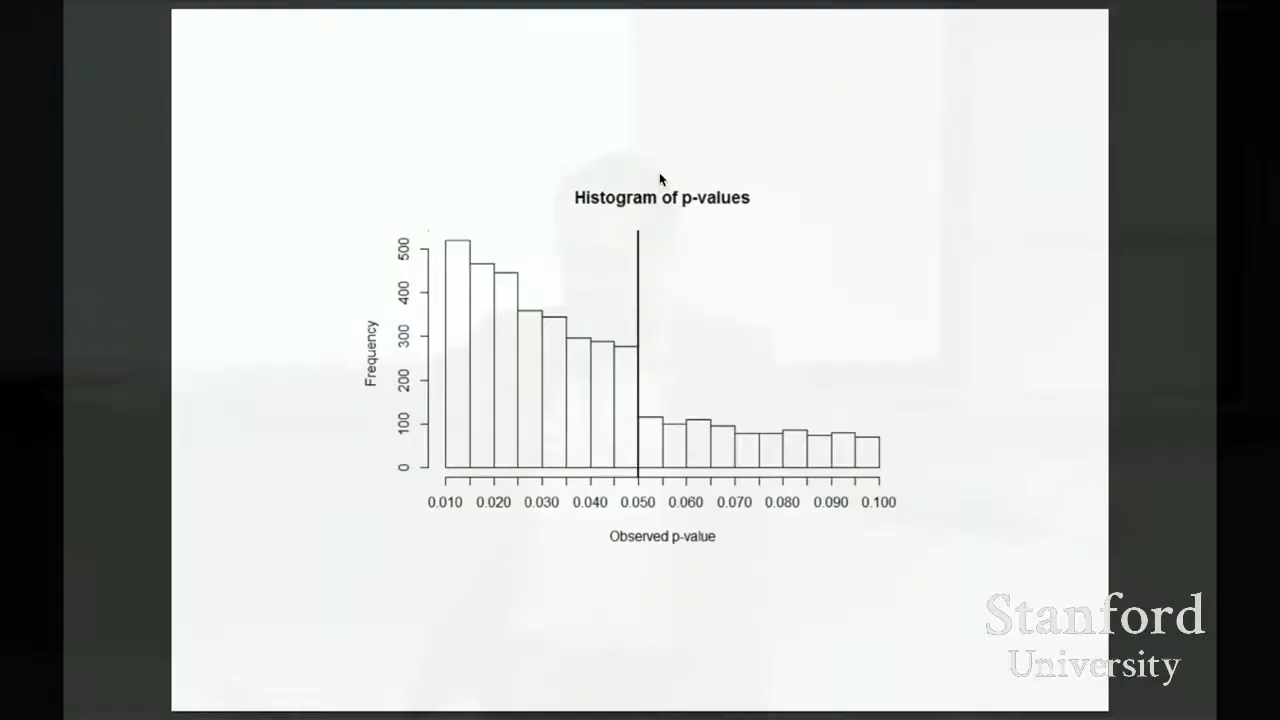 Histogram of p-values
500
400
300
200
100
0
Frequency
0.010 0.020 0.030 0.040 0.050 0.060 0.070 0.080 0.090 0.100
Observed p-value
Stanford
University